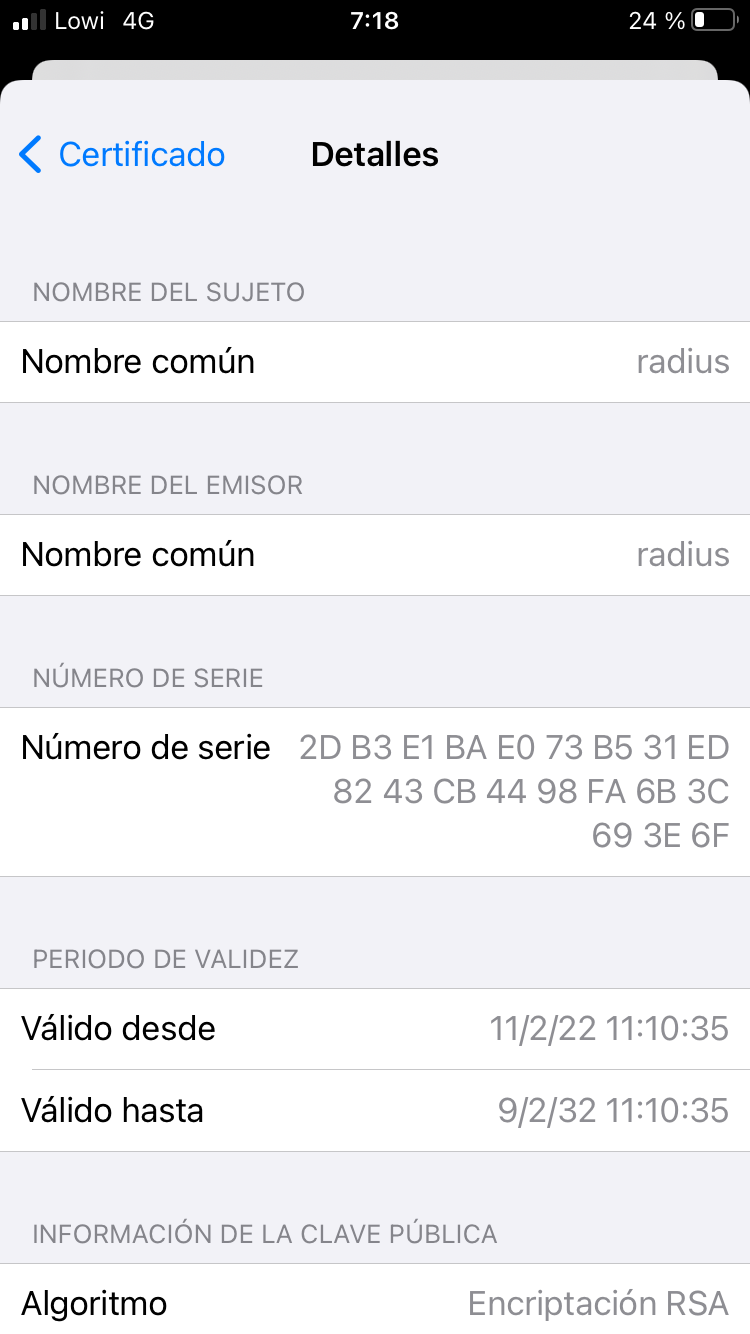 Lowi 4G 7:18 24 %
Certificado Detalles
NOMBRE DEL SUJETO
Nombre común radius
NOMBRE DEL EMISOR
Nombre común radius
NÚMERO DE SERIE
Número de serie 2D B3 E1 BA E0 73 B5 31 ED
82 43 CB 44 98 FA 6B 3C
69 3E 6F
PERIODO DE VALIDEZ
Válido desde 11/2/22 11:10:35
Válido hasta 9/2/32 11:10:35
INFORMACIÓN DE LA CLAVE PÚBLICA
Algoritmo Encriptación RSA